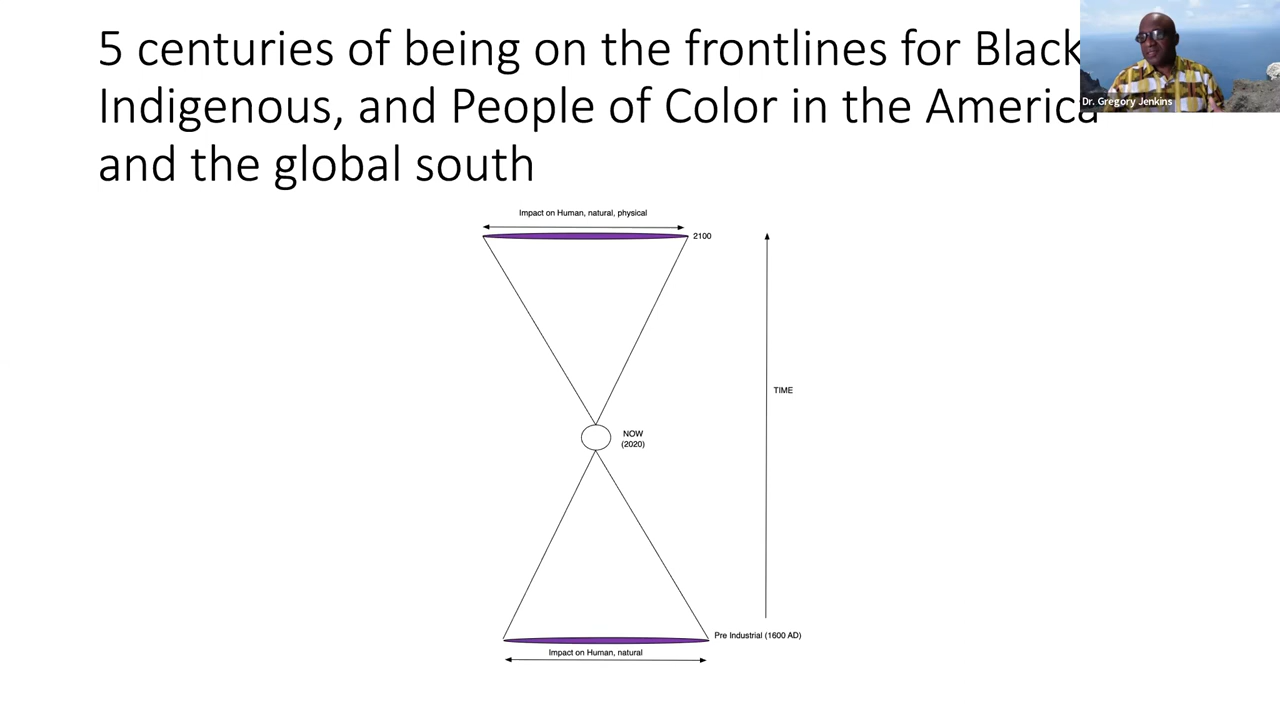 5 centuries of being on the frontlines for Black
Indigenous, and People of Color in the America
and the global south
Dr. Gregory Jenkins
Impact on Human, natural, physical
2100
TIME
NOW
(2020)
Pre Industrial (1600 AD)
Impact on Human, natural